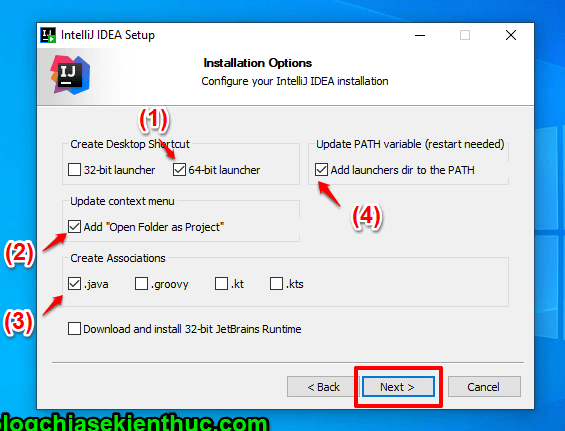 IntelliJ IDEA Setup
IJ
Installation Options
Configure your IntelliJ IDEA installation
(1)
Create Desktop Shortcut
Update PATH variable (restart needed)
32-bit launcher
64-bit launcher
Add launchers dir to the PATH
Update context menu
(4)
Add "Open Folder as Project"
(2)
Create Associations
.java
.groovy
.kt
.kts
(3)
Download and install 32-bit JetBrains Runtime
< Back
Next >
Cancel
blogchiasekienthuc.com